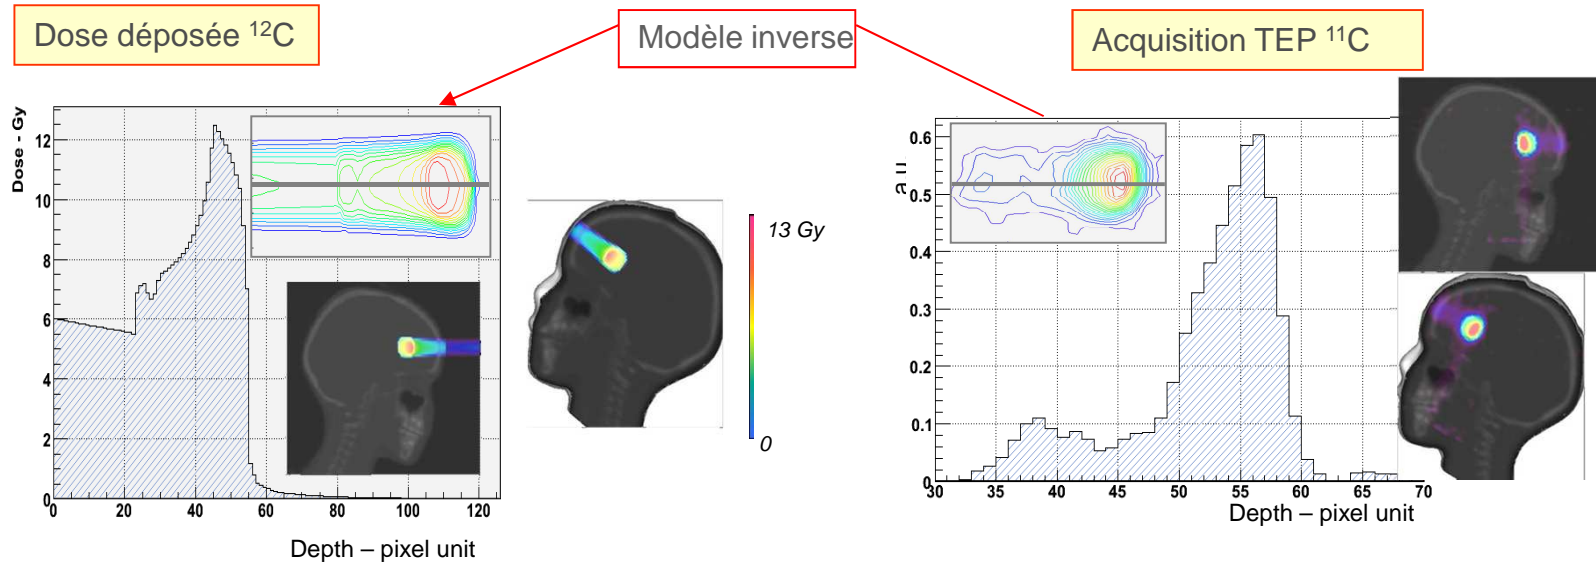 Dose déposée ¹²C
Modèle inverse
Acquisition TEP ¹¹C
Dose - Gy
12
10
8
6
4
2
0
0 20 40 60 80 100 120
Depth – pixel unit
13 Gy
0
a.u
0.6
0.5
0.4
0.3
0.2
0.1
0
30 35 40 45 50 55 60 65 70
Depth – pixel unit